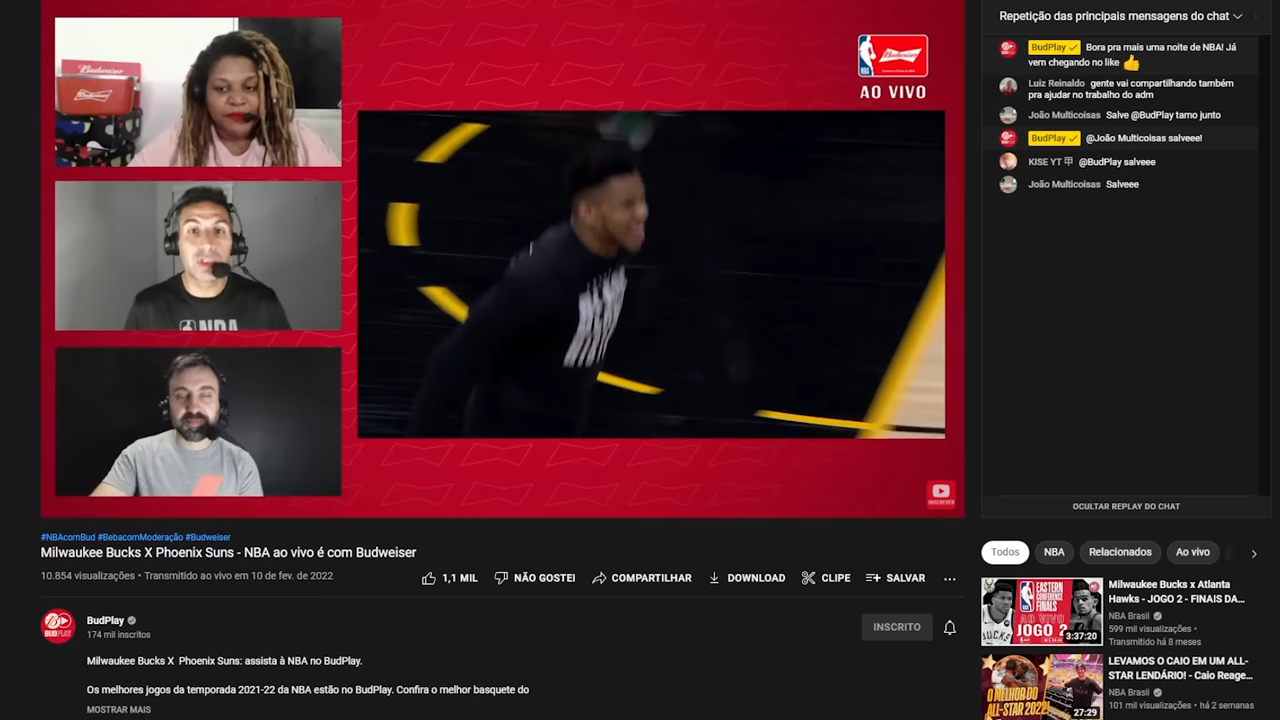 Budweiser
Budweiser
NBA
NBA
Budweiser
AO VIVO
INSCREVER
Repetição das principais mensagens do chat
BudPlay Bora pra mais uma noite de NBA! Já
vem chegando no like 👍
Luiz Reinaldo gente vai compartilhando também
pra ajudar no trabalho do adm
João Multicoisas Salve @BudPlay tamo junto
BudPlay @João Multicoisas salveee!
KISE YT @BudPlay salveee
João Multicoisas Salveee
OCULTAR REPLAY DO CHAT
#NBAcomBud #BebacomModeração #Budweiser
Milwaukee Bucks X Phoenix Suns - NBA ao vivo é com Budweiser
10.854 visualizações • Transmitido ao vivo em 10 de fev. de 2022
1,1 MIL NÃO GOSTEI COMPARTILHAR DOWNLOAD CLIPE SALVAR ...
BUDPLAY
BudPlay
174 mil inscritos
INSCRITO
Milwaukee Bucks X Phoenix Suns: assista à NBA no BudPlay.
Os melhores jogos da temporada 2021-22 da NBA estão no BudPlay. Confira o melhor basquete do
MOSTRAR MAIS
Todos NBA Relacionados Ao vivo
EASTERN
CONFERENCE
FINALS
AO VIVO
JOGO 2
BUCKS
3:37:20
Milwaukee Bucks x Atlanta
Hawks - JOGO 2 - FINAIS DA...
NBA Brasil
599 mil visualizações •
Transmitido há 8 meses
O MELHOR DO
ALL-STAR 2022
27:29
LEVAMOS O CAIO EM UM ALL-
STAR LENDÁRIO! - Caio Reage...
NBA Brasil
101 mil visualizações • há 2 semanas